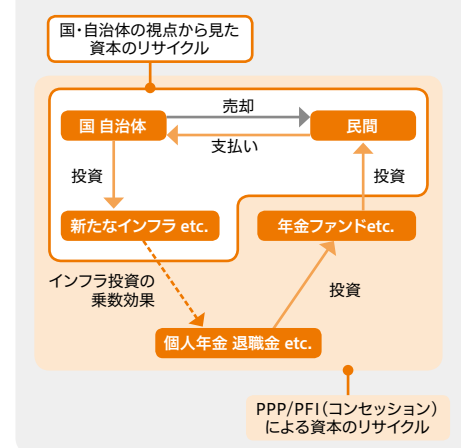 国・自治体の視点から見た
資本のリサイクル
売却
国 自治体
民間
支払い
投資
投資
新たなインフラ etc.
年金ファンドetc.
インフラ投資の
乗数効果
投資
個人年金 退職金 etc.
PPP/PFI(コンセッション)
による資本のリサイクル